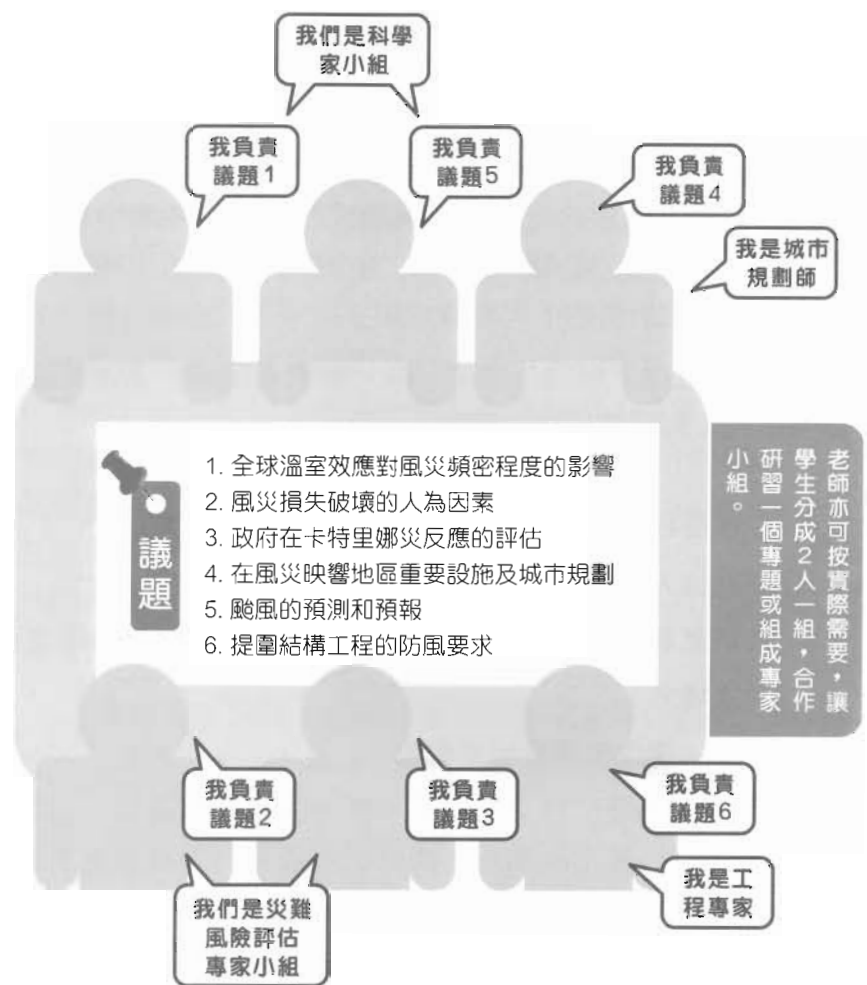 我們是科學
家小組
我負責
議題1
我負責
議題5
我負責
議題4
我是城市
規劃師
議題
1. 全球溫室效應對風災頻密程度的影響
2. 風災損失破壞的人為因素
3. 政府在卡特里娜災反應的評估
4. 在風災映響地區重要設施及城市規劃
5. 颱風的預測和預報
6. 提圍結構工程的防風要求
老師亦可按實際需要，讓
學生分成2人一組，合作
研習一個專題或組成專家
小組。
我負責
議題2
我負責
議題3
我負責
議題6
我們是災難
風險評估
專家小組
我是工
程專家